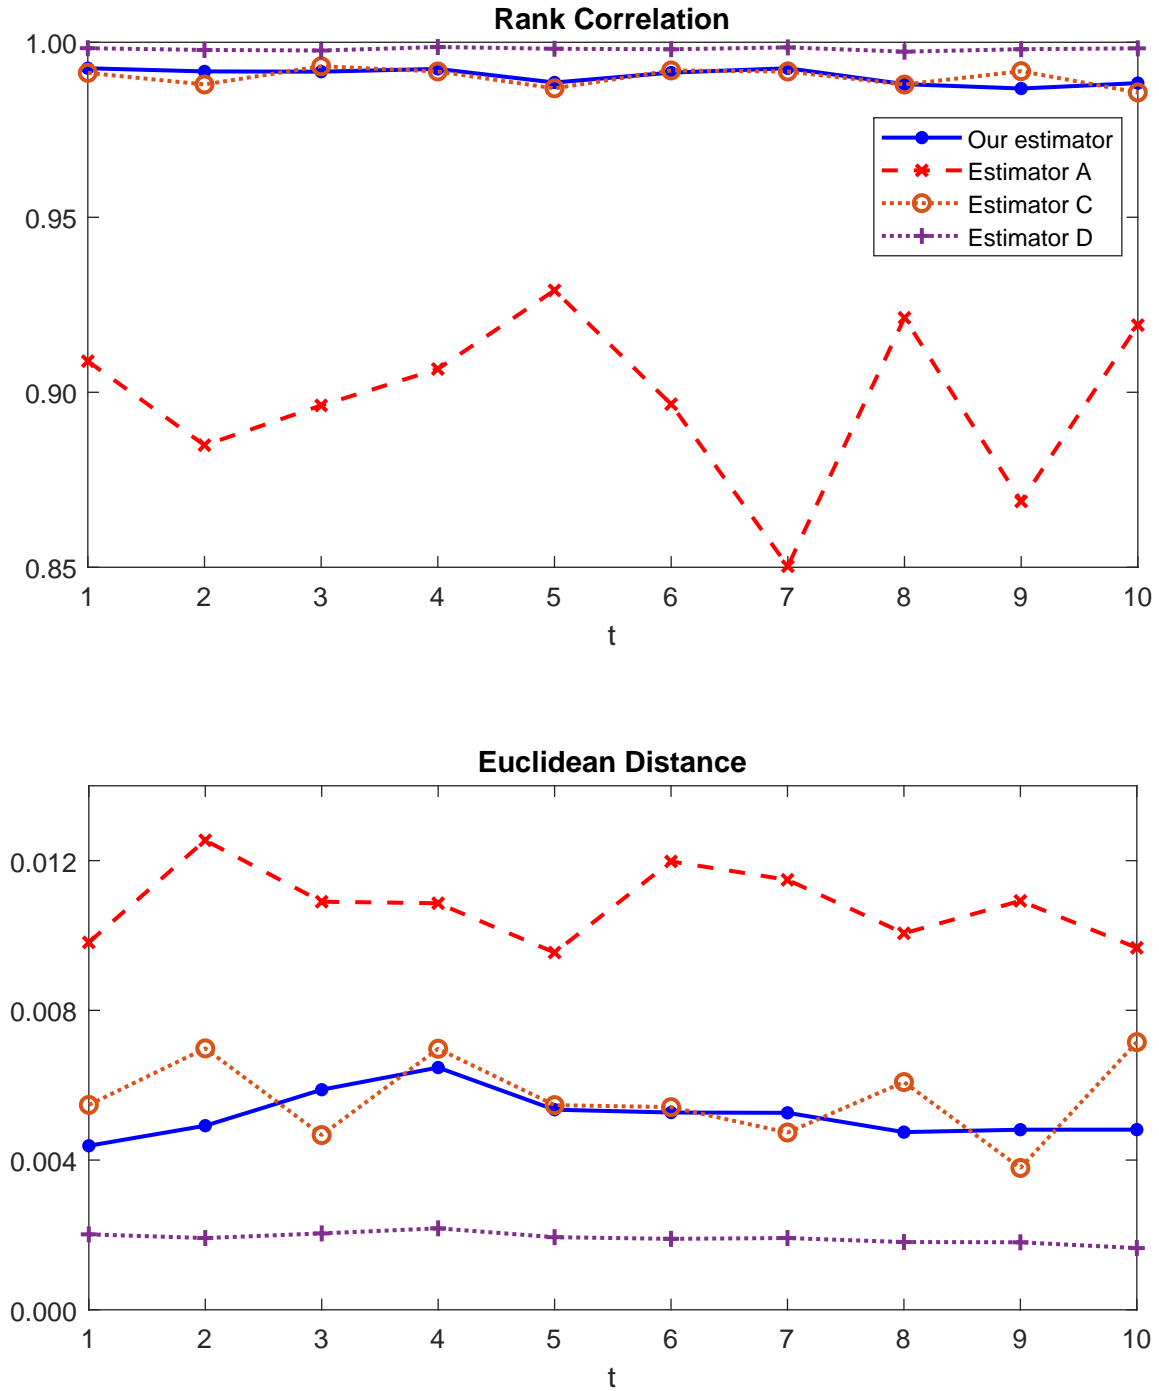 Rank Correlation
1.00
0.95
0.90
0.85
Our estimator
Estimator A
Estimator C
Estimator D
1 2 3 4 5 6 7 8 9 10
t
Euclidean Distance
0.012
0.008
0.004
0.000
1 2 3 4 5 6 7 8 9 10
t